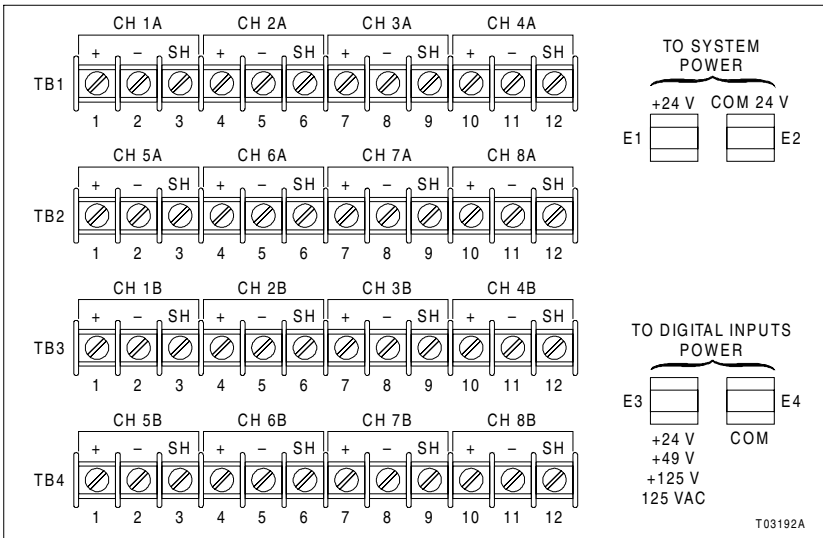 CH 1A CH 2A CH 3A CH 4A
+ − SH + − SH + − SH + − SH
TB1
1 2 3 4 5 6 7 8 9 10 11 12
CH 5A CH 6A CH 7A CH 8A
+ − SH + − SH + − SH + − SH
TB2
1 2 3 4 5 6 7 8 9 10 11 12
CH 1B CH 2B CH 3B CH 4B
+ − SH + − SH + − SH + − SH
TB3
1 2 3 4 5 6 7 8 9 10 11 12
CH 5B CH 6B CH 7B CH 8B
+ − SH + − SH + − SH + − SH
TB4
1 2 3 4 5 6 7 8 9 10 11 12
TO SYSTEM
POWER
+24 V COM 24 V
E1 E2
TO DIGITAL INPUTS
POWER
E3 E4
+24 V COM
+49 V
+125 V
125 VAC
T03192A